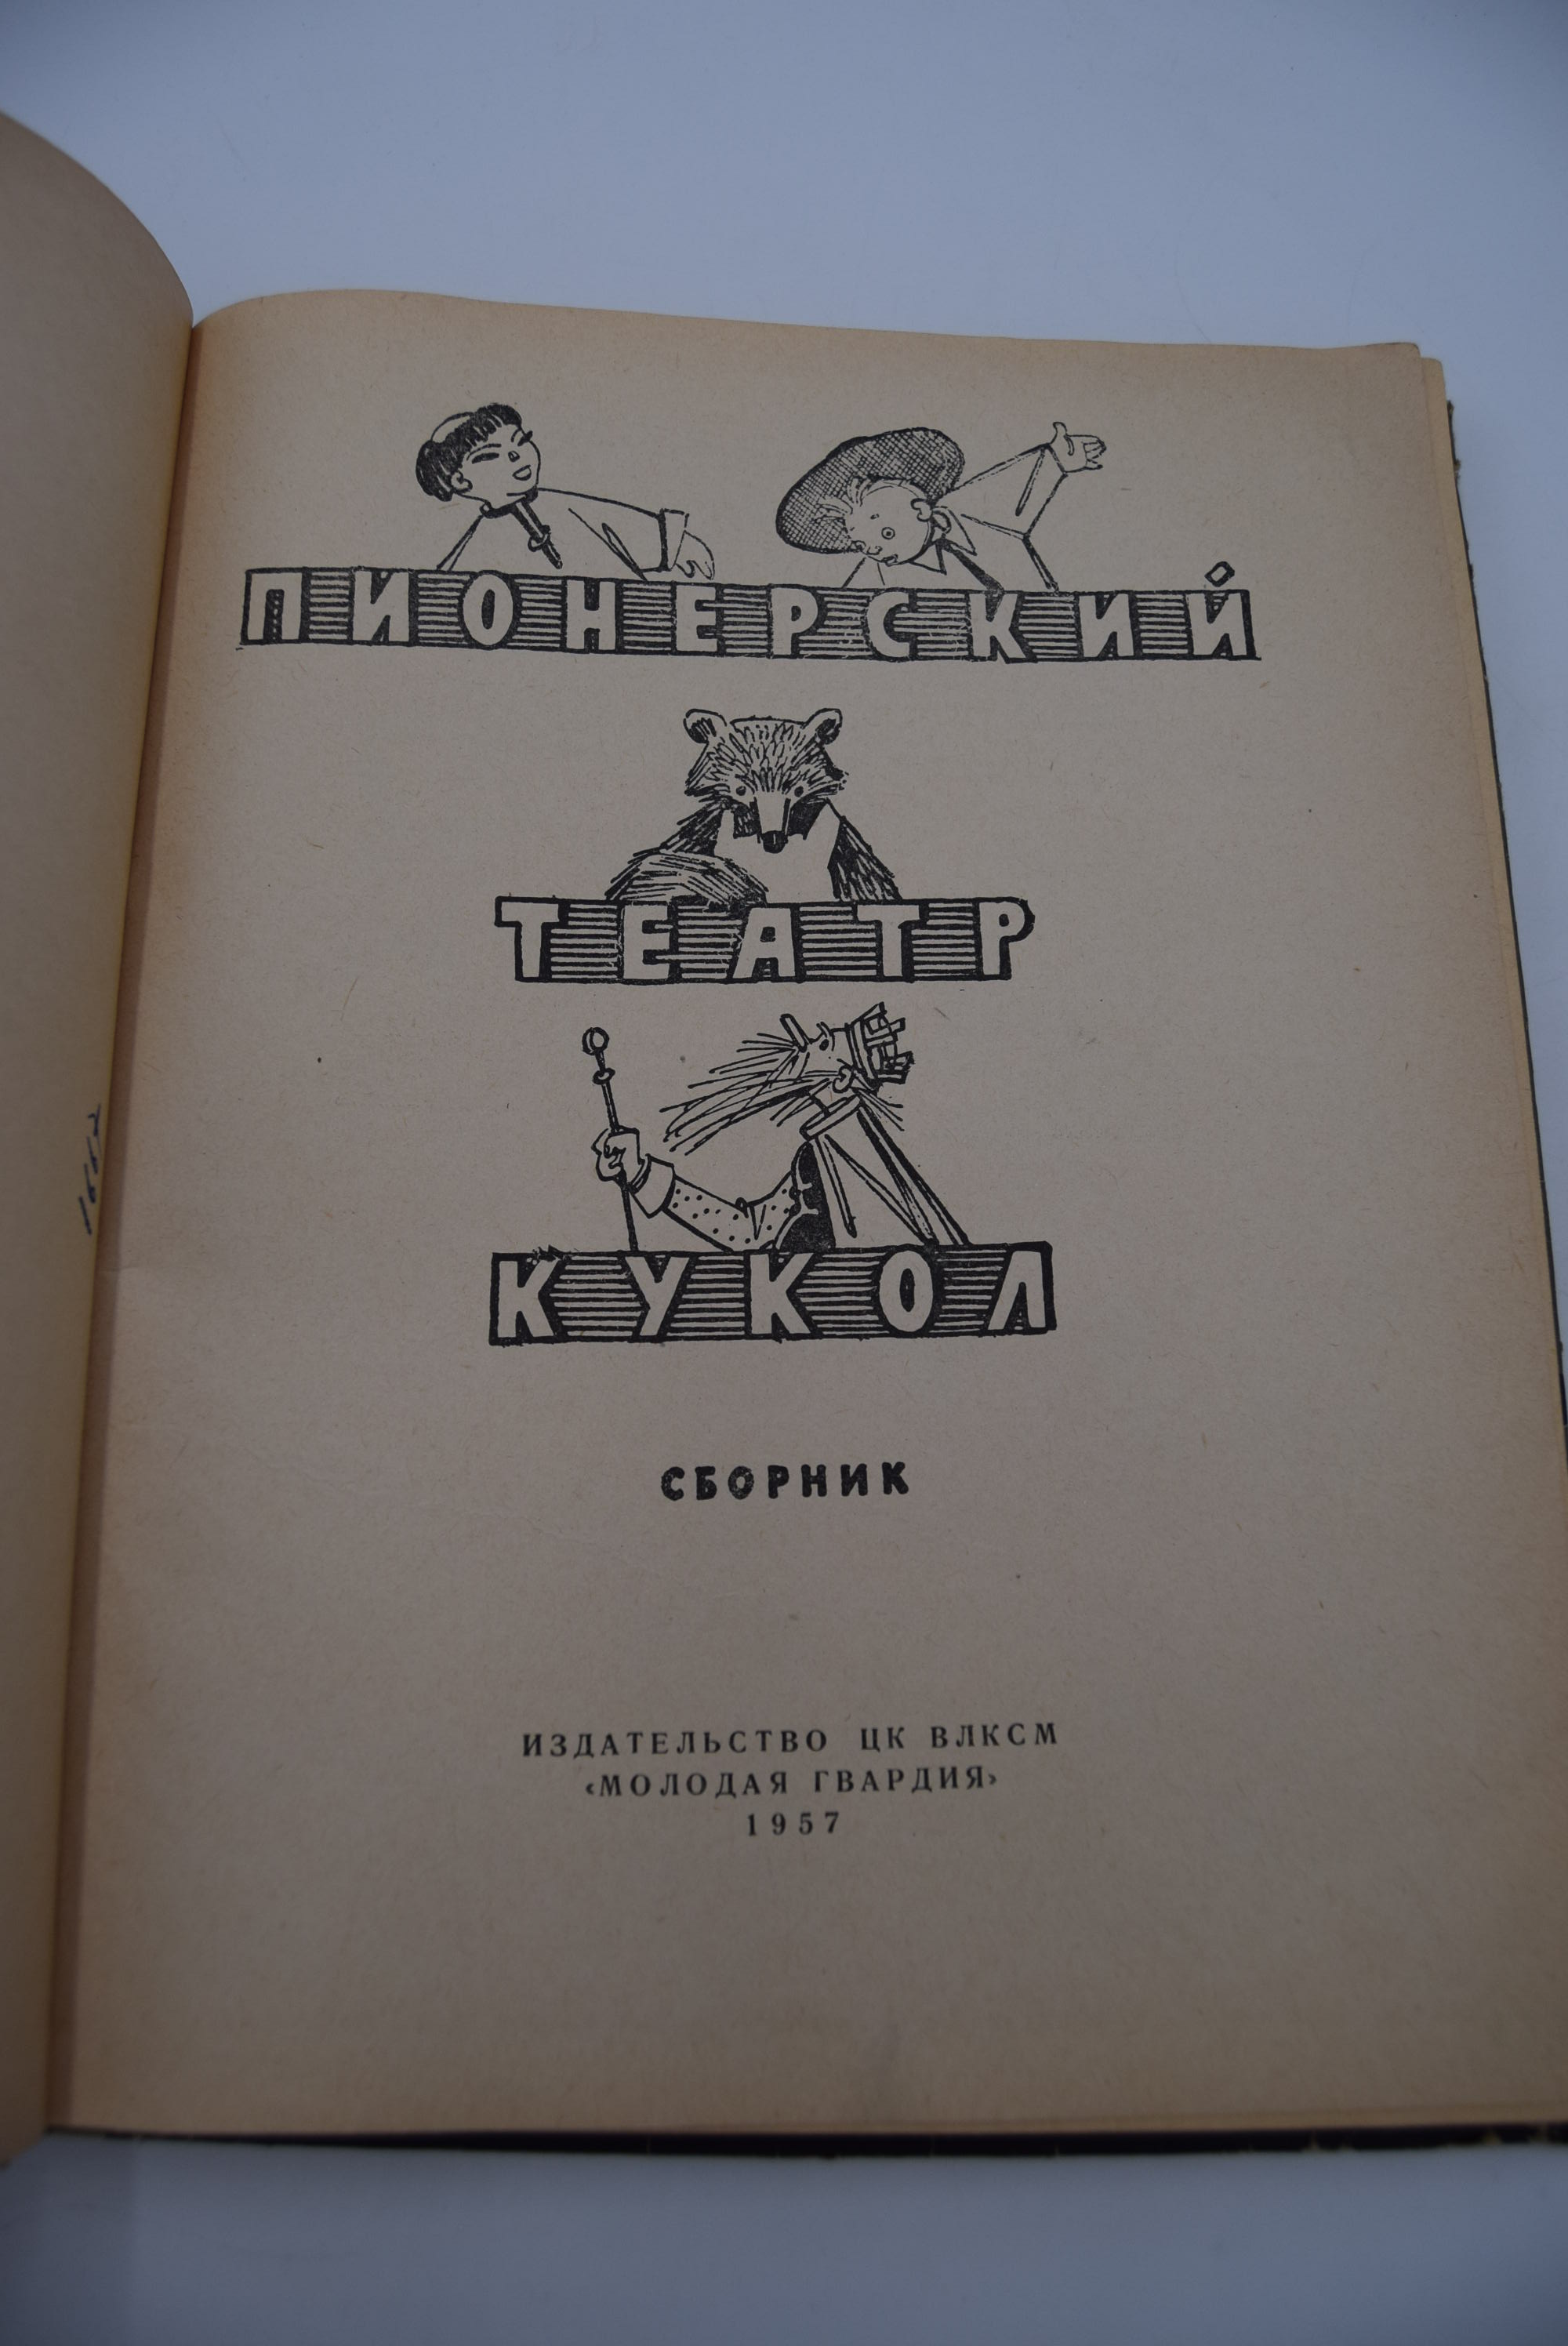 ПИОНЕРСКИЙ
ТЕАТР
КУКОЛ
СБОРНИК
ИЗДАТЕЛЬСТВО ЦК ВЛКСМ
«МОЛОДАЯ ГВАРДИЯ»
1957